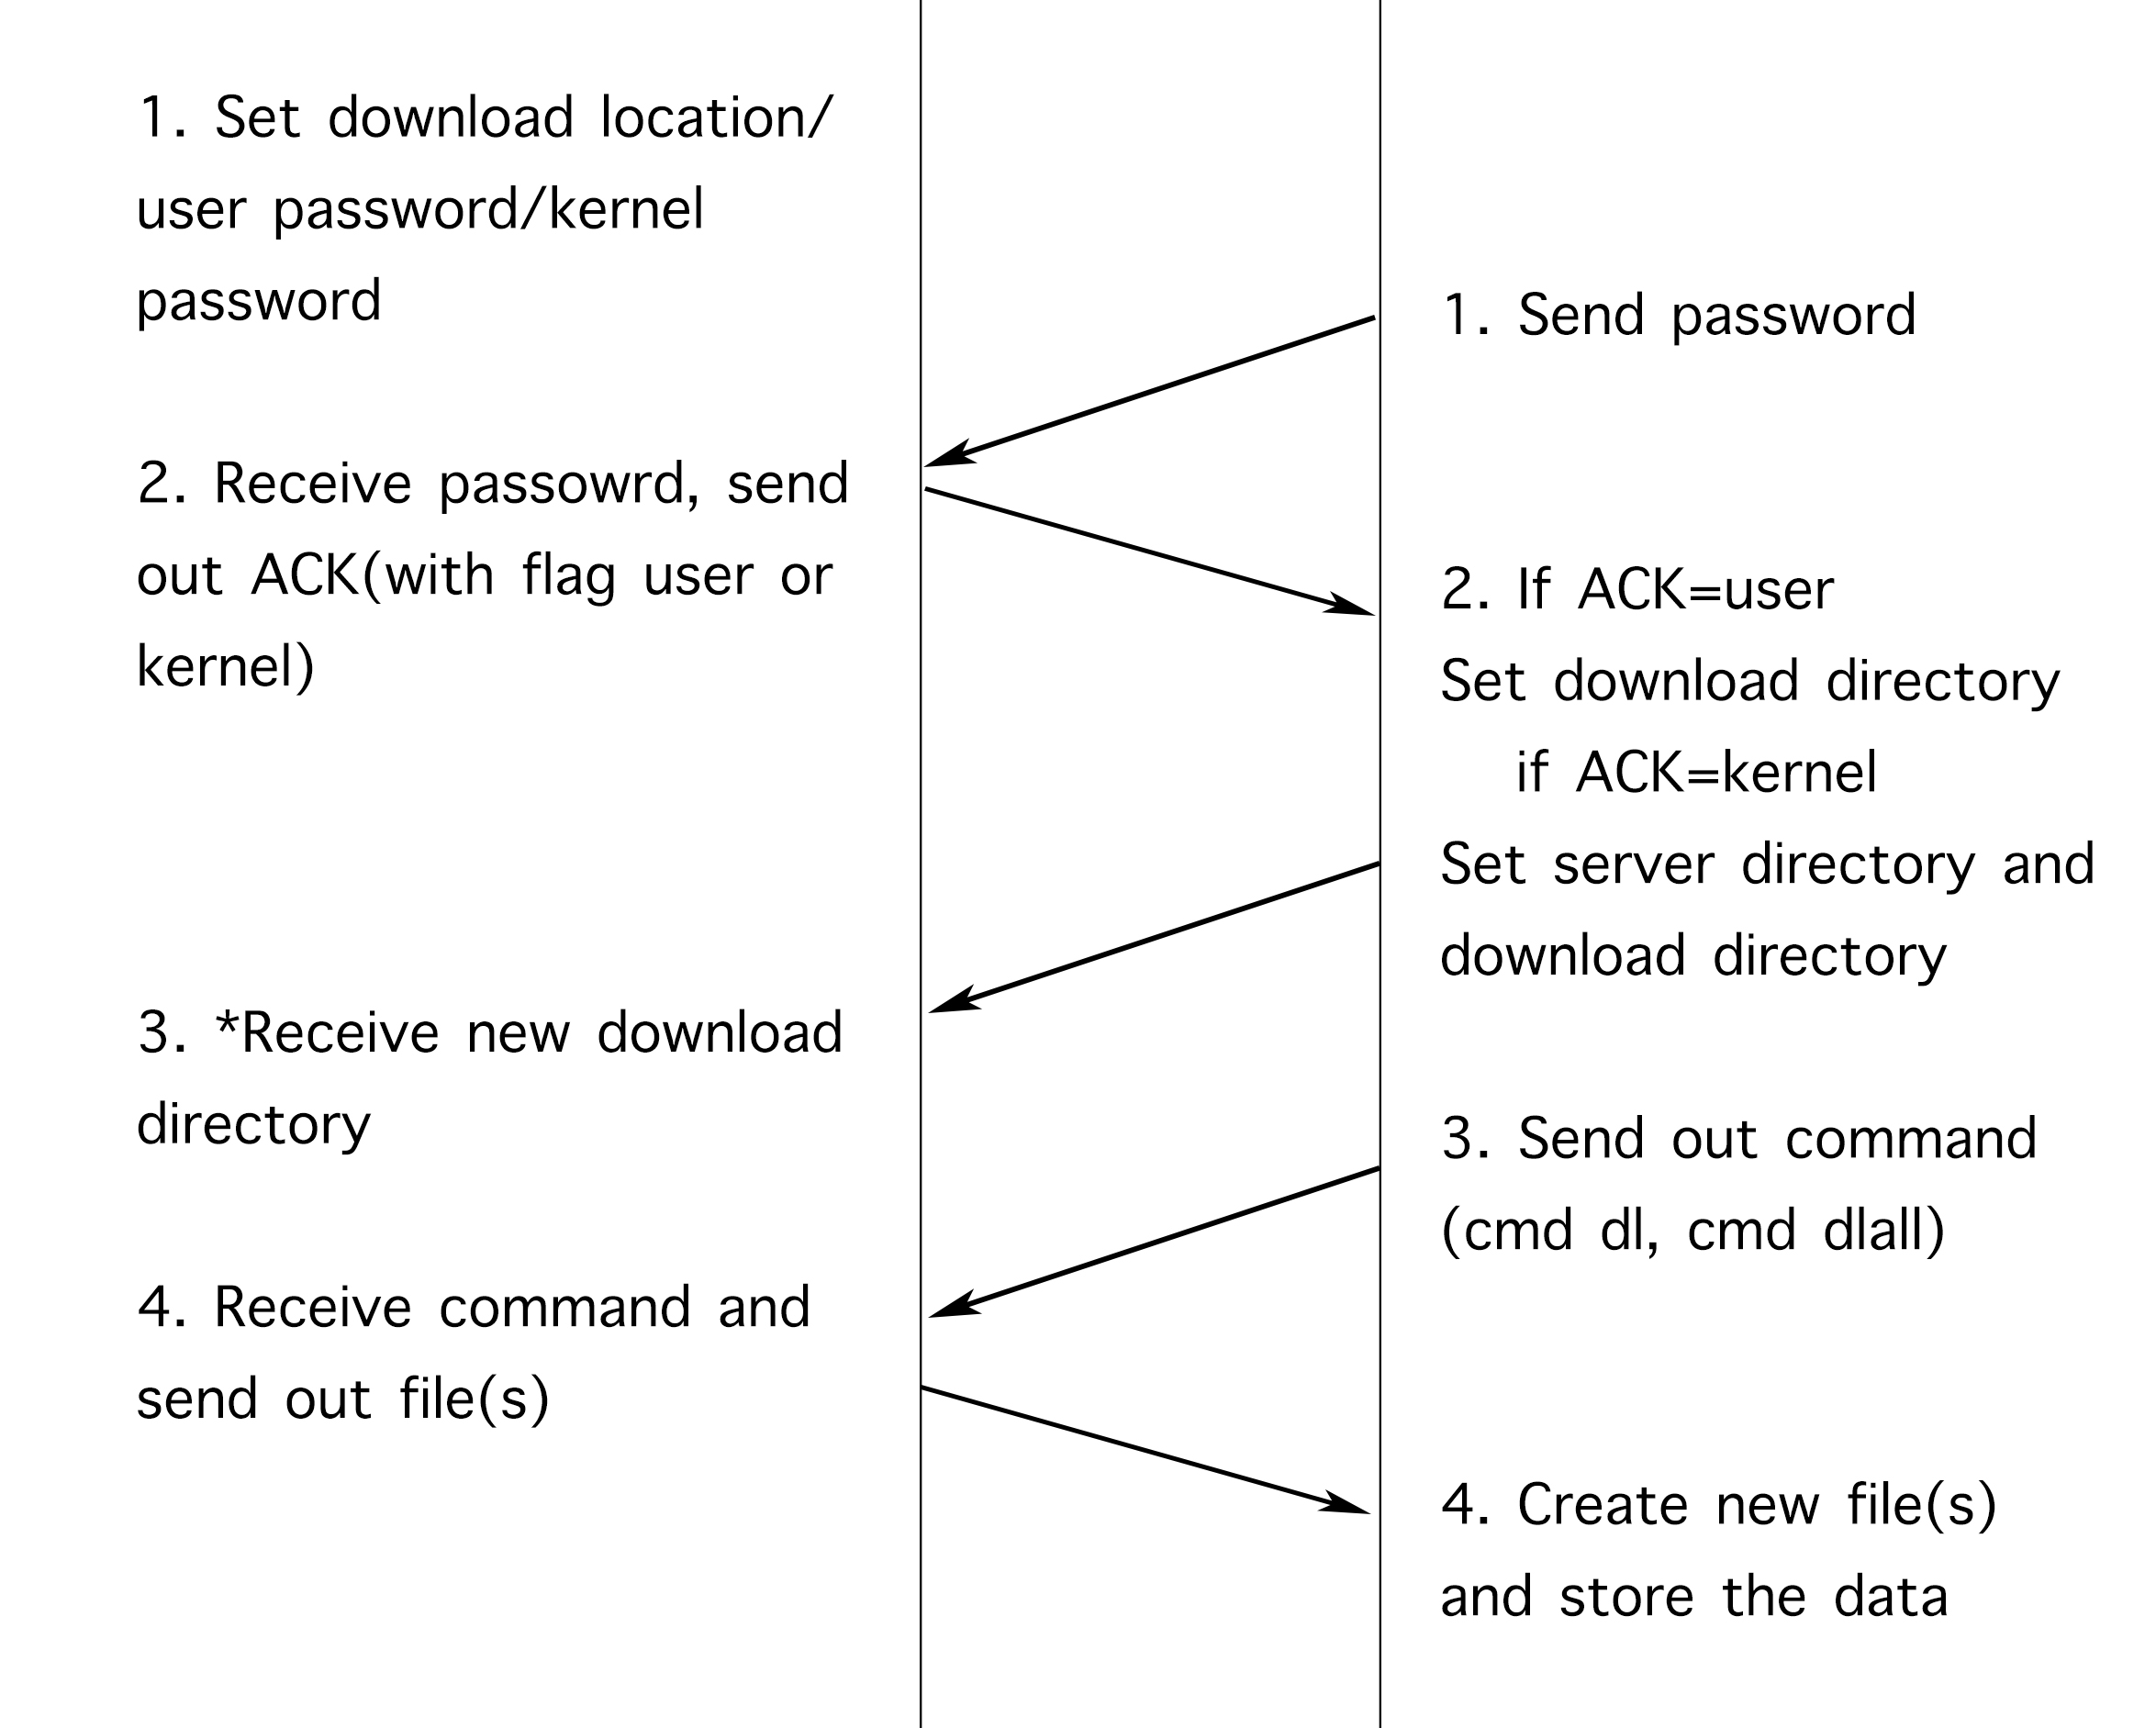 1. Set download location/
user password/kernel
password
2. Receive passowrd, send
out ACK(with flag user or
kernel)
3. *Receive new download
directory
4. Receive command and
send out file(s)
1. Send password
2. If ACK=user
Set download directory
if ACK=kernel
Set server directory and
download directory
3. Send out command
(cmd dl, cmd dlall)
4. Create new file(s)
and store the data